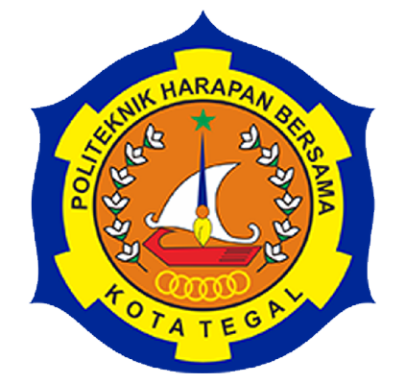 POLITEKNIK HARAPAN BERSAMA
KOTA TEGAL